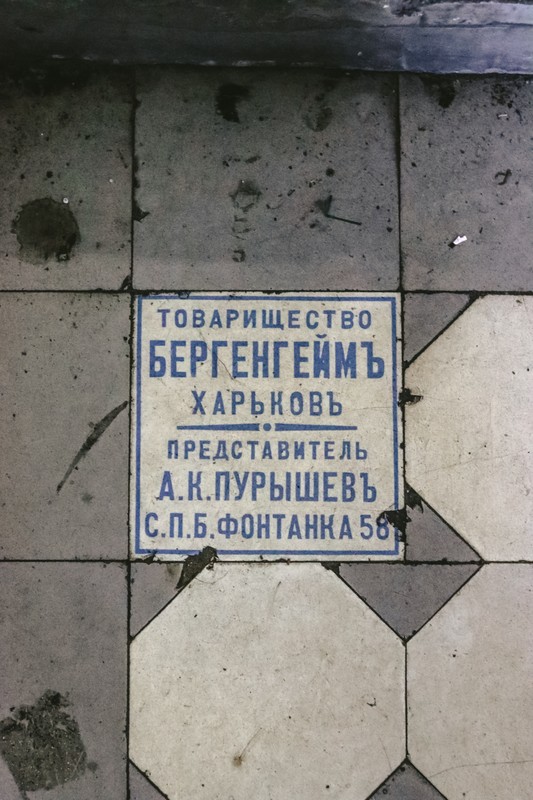 ТОВАРИЩЕСТВО
БЕРГЕНГЕЙМЪ
ХАРЬКОВЪ
ПРЕДСТАВИТЕЛЬ
А.К.ПУРЫШЕВЪ
С.П.Б.ФОНТАНКА 58